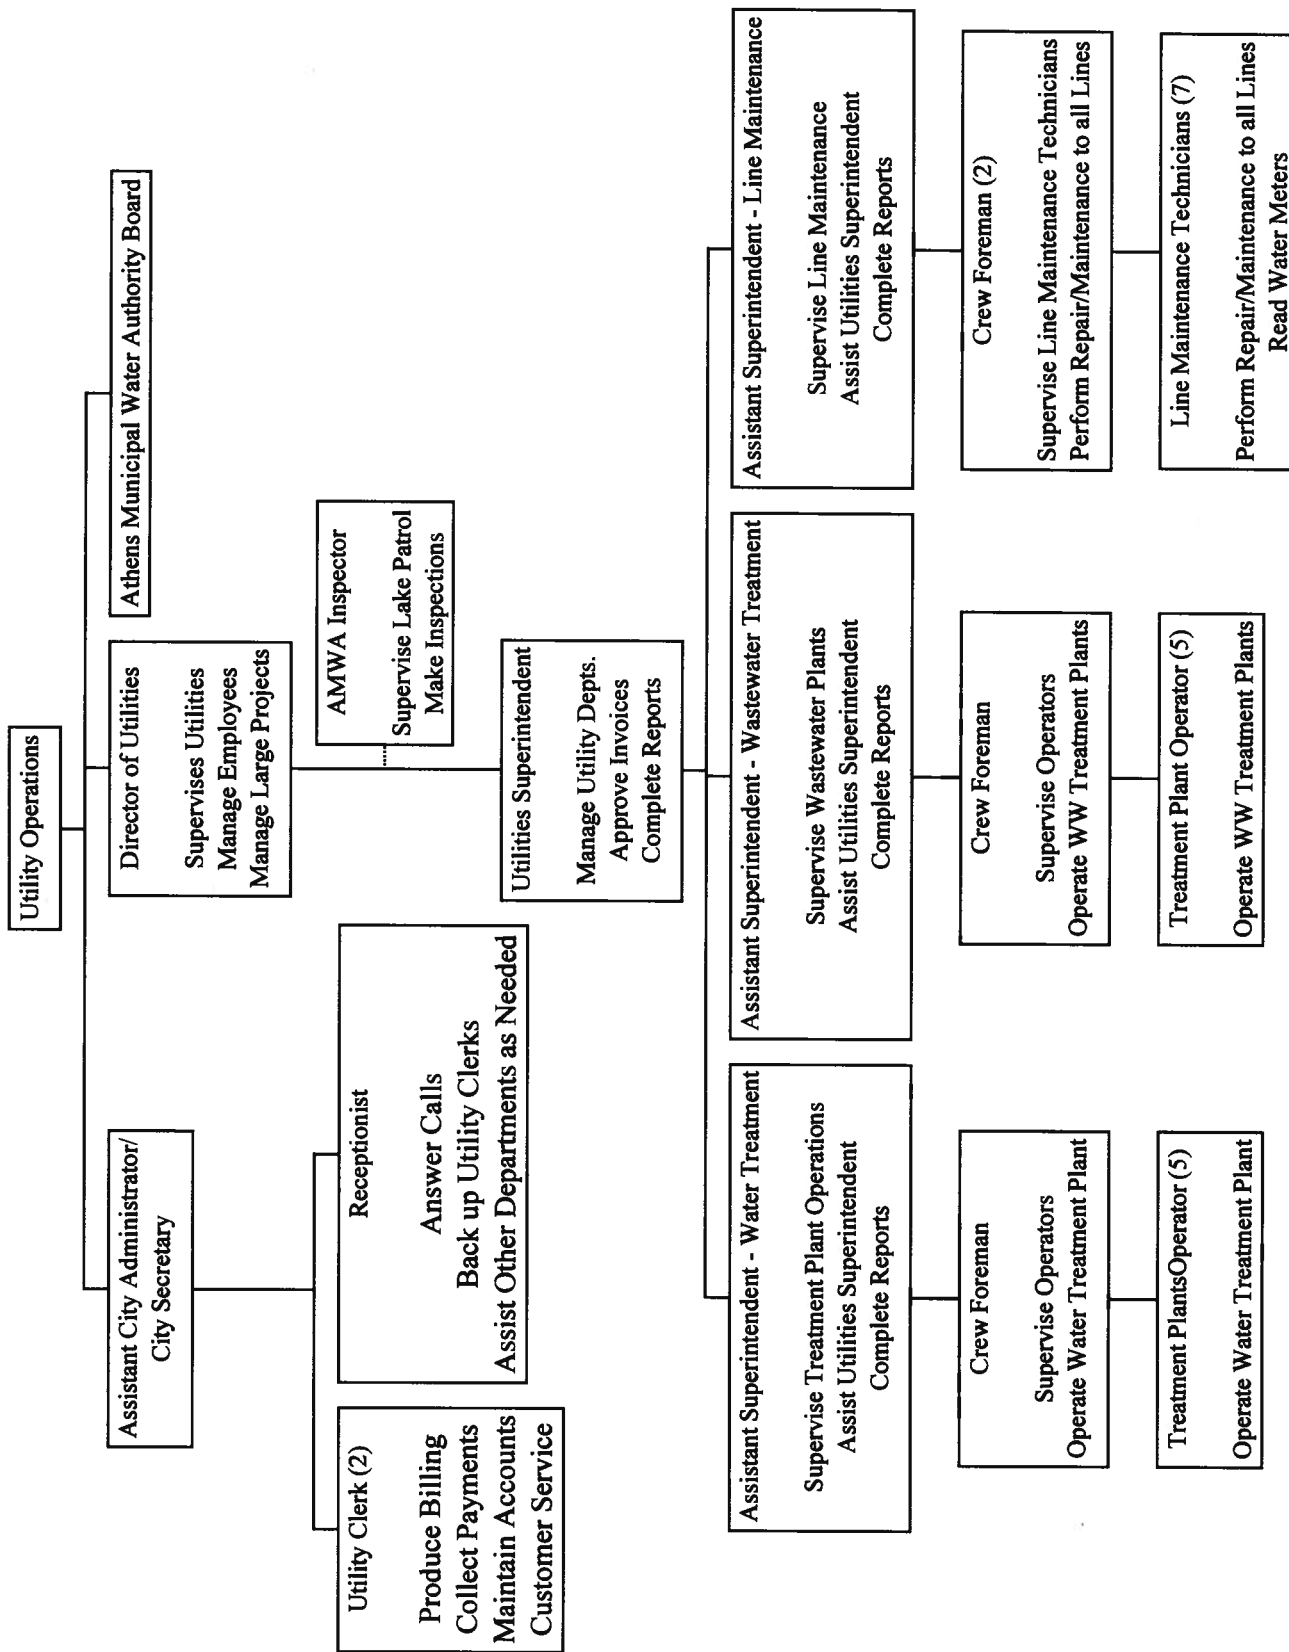 Utility Operations
Assistant City Administrator/
City Secretary
Director of Utilities
Supervises Utilities
Manage Employees
Manage Large Projects
Athens Municipal Water Authority Board
Utility Clerk (2)
Produce Billing
Collect Payments
Maintain Accounts
Customer Service
Receptionist
Answer Calls
Back up Utility Clerks
Assist Other Departments as Needed
AMWA Inspector
Supervise Lake Patrol
Make Inspections
Utilities Superintendent
Manage Utility Depts.
Approve Invoices
Complete Reports
Assistant Superintendent - Water Treatment
Supervise Treatment Plant Operations
Assist Utilities Superintendent
Complete Reports
Assistant Superintendent - Wastewater Treatment
Supervise Wastewater Plants
Assist Utilities Superintendent
Complete Reports
Assistant Superintendent - Line Maintenance
Supervise Line Maintenance
Assist Utilities Superintendent
Complete Reports
Crew Foreman
Supervise Operators
Operate Water Treatment Plant
Crew Foreman
Supervise Operators
Operate WW Treatment Plants
Crew Foreman (2)
Supervise Line Maintenance Technicians
Perform Repair/Maintenance to all Lines
Treatment PlantsOperator (5)
Operate Water Treatment Plant
Treatment Plant Operator (5)
Operate WW Treatment Plants
Line Maintenance Technicians (7)
Perform Repair/Maintenance to all Lines
Read Water Meters